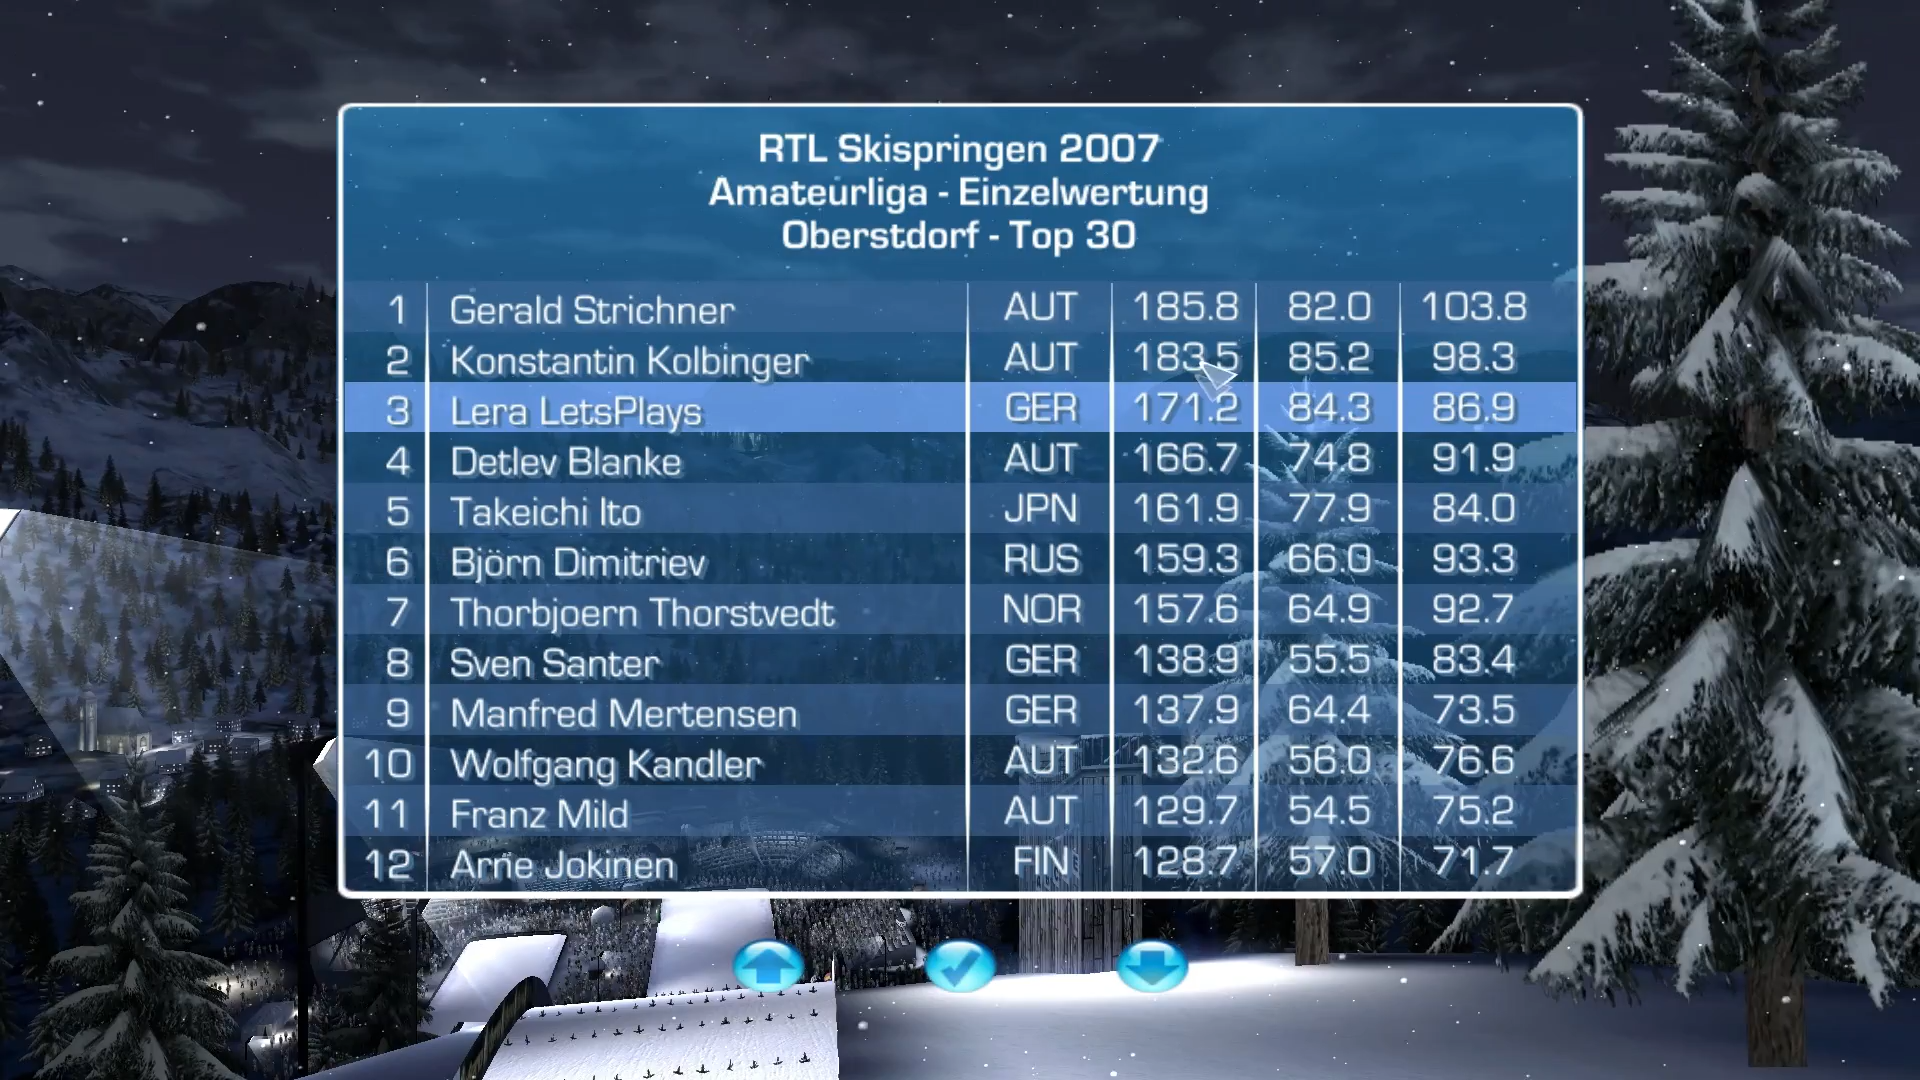 RTL Skispringen 2007
Amateurliga - Einzelwertung
Oberstdorf - Top 30
1 Gerald Strichner AUT 185.8 82.0 103.8
2 Konstantin Kolbinger AUT 183.5 85.2 98.3
3 Lera LetsPlays GER 171.2 84.3 86.9
4 Detlev Blanke AUT 166.7 74.8 91.9
5 Takeichi Ito JPN 161.9 77.9 84.0
6 Björn Dimitriev RUS 159.3 66.0 93.3
7 Thorbjoern Thorstvedt NOR 157.6 64.9 92.7
8 Sven Santer GER 138.9 55.5 83.4
9 Manfred Mertensen GER 137.9 64.4 73.5
10 Wolfgang Kandler AUT 132.6 56.0 76.6
11 Franz Mild AUT 129.7 54.5 75.2
12 Arne Jokinen FIN 128.7 57.0 71.7